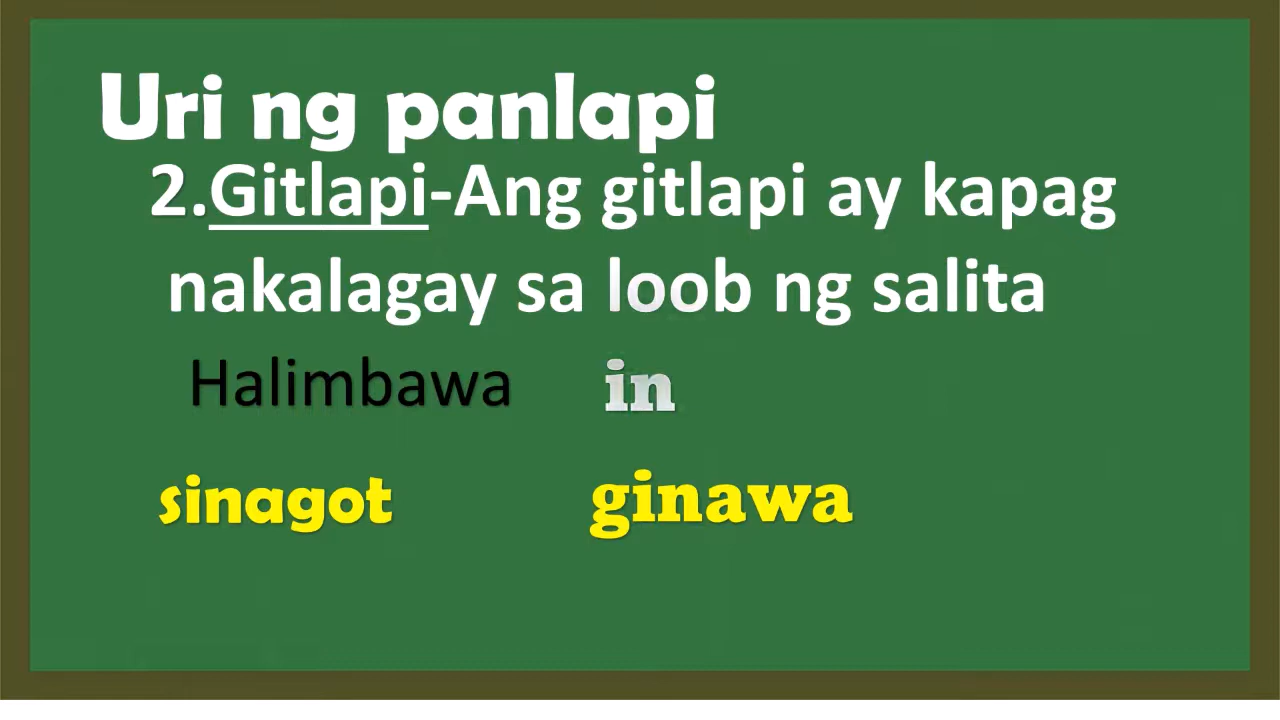 Uri ng panlapi
2.Gitlapi-Ang gitlapi ay kapag
nakalagay sa loob ng salita
Halimbawa in
sinagot ginawa